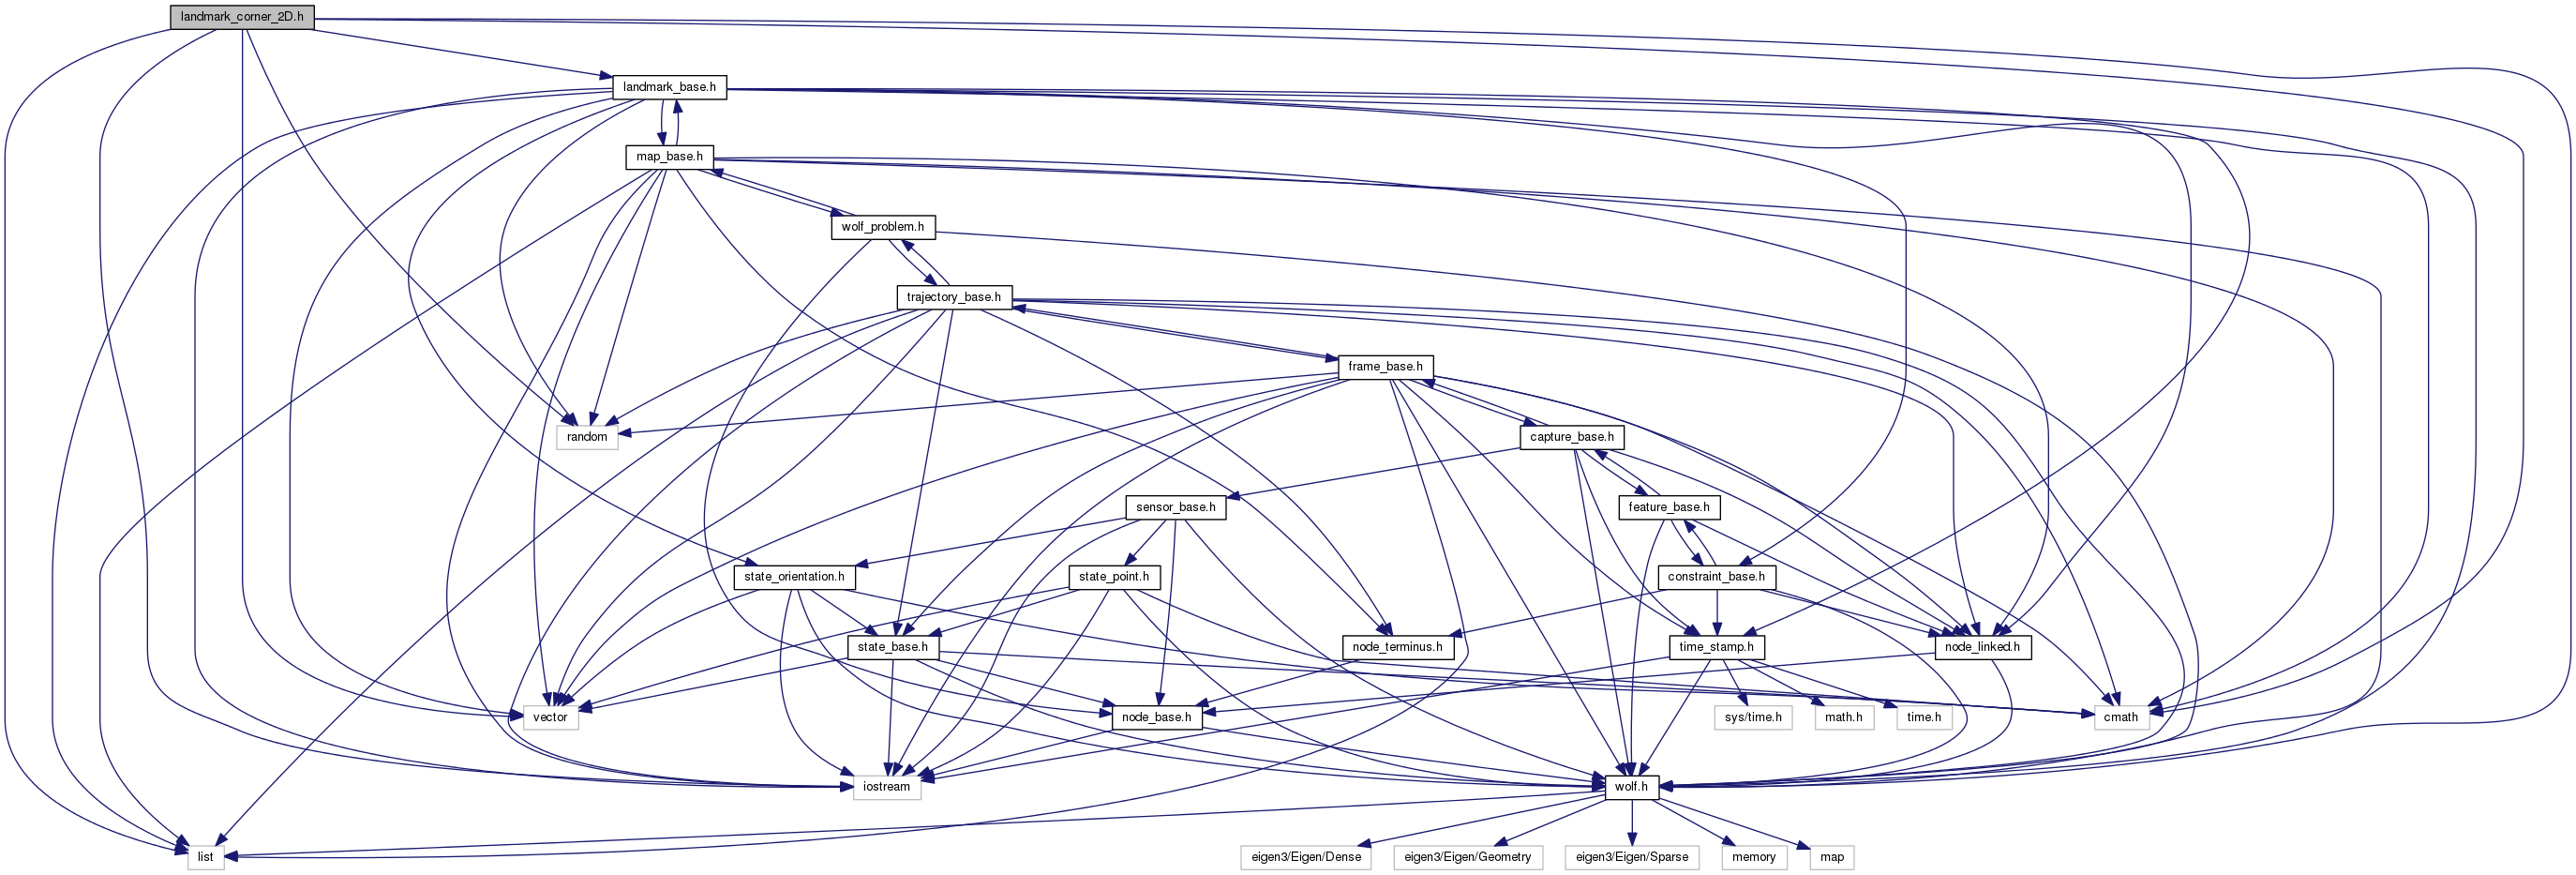 landmark_corner_2D.h
landmark_base.h
map_base.h
wolf_problem.h
trajectory_base.h
frame_base.h
random
capture_base.h
sensor_base.h
feature_base.h
state_orientation.h
state_point.h
constraint_base.h
state_base.h
node_terminus.h
time_stamp.h
node_linked.h
vector
node_base.h
sys/time.h
math.h
time.h
cmath
iostream
wolf.h
list
eigen3/Eigen/Dense
eigen3/Eigen/Geometry
eigen3/Eigen/Sparse
memory
map